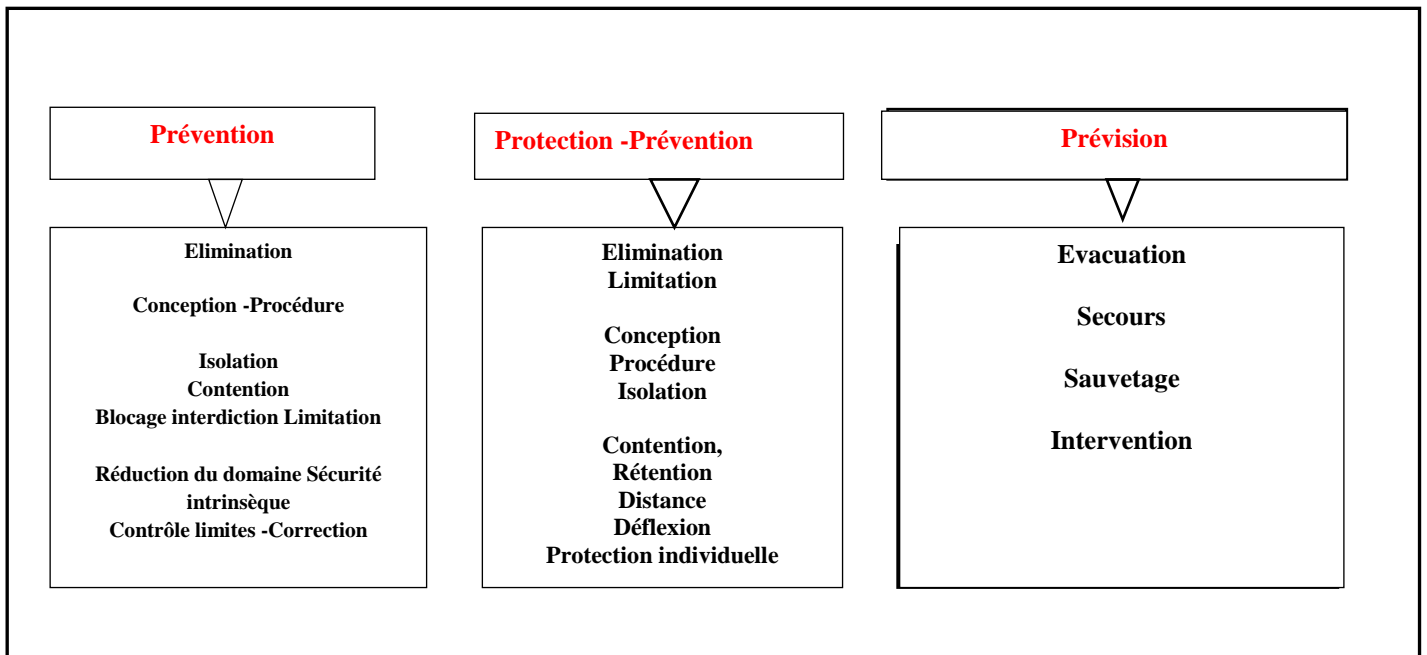 Prévention
Elimination
Conception -Procédure
Isolation
Contention
Blocage interdiction Limitation
Réduction du domaine Sécurité
intrinsèque
Contrôle limites -Correction
Protection -Prévention
Elimination
Limitation
Conception
Procédure
Isolation
Contention,
Rétention
Distance
Déflexion
Protection individuelle
Prévision
Evacuation
Secours
Sauvetage
Intervention